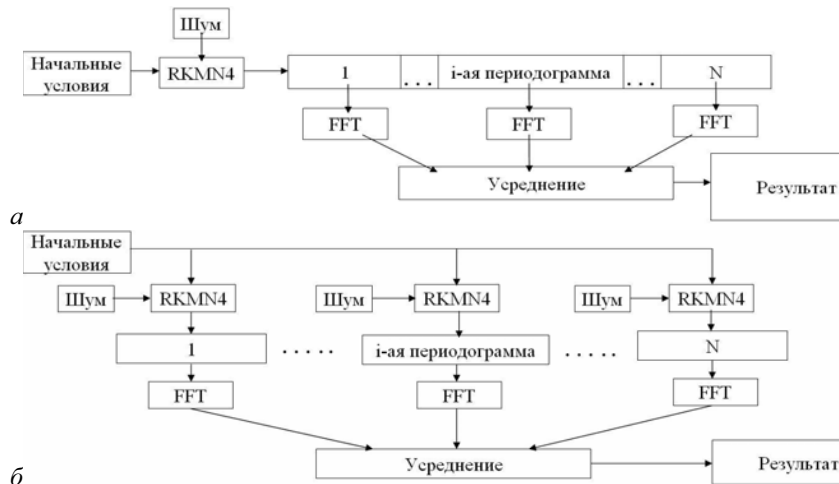 Шум
Начальные
условия
RKMN4
1 ... i-ая периодограмма ... N
FFT FFT FFT
Усреднение
Результат
а
Начальные
условия
Шум RKMN4 Шум RKMN4 Шум RKMN4
1 ..... i-ая периодограмма ..... N
FFT FFT FFT
Усреднение
Результат
б